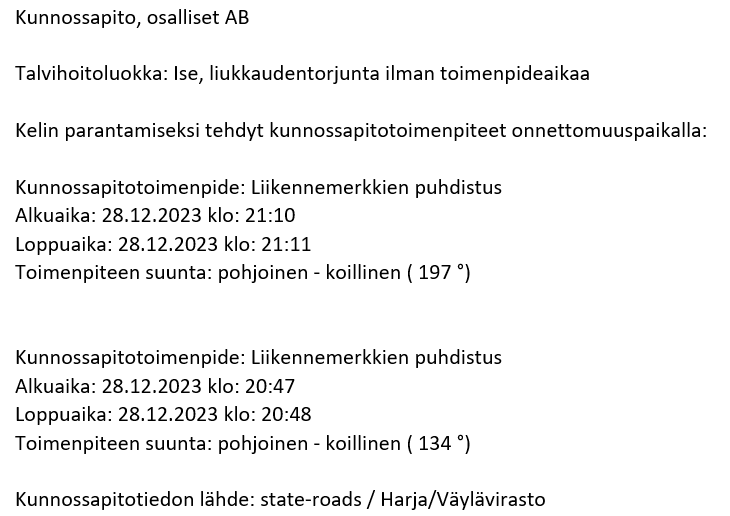 Kunnossapito, osalliset AB
Talvihoitoluokka: Ise, liukkaudentorjunta ilman toimenpideaikaa
Kelin parantamiseksi tehdyt kunnossapitotoimenpiteet onnettomuuspaikalla:
Kunnossapitotoimenpide: Liikennemerkkien puhdistus
Alkuaika: 28.12.2023 klo: 21:10
Loppuaika: 28.12.2023 klo: 21:11
Toimenpiteen suunta: pohjoinen - koillinen ( 197 °)
Kunnossapitotoimenpide: Liikennemerkkien puhdistus
Alkuaika: 28.12.2023 klo: 20:47
Loppuaika: 28.12.2023 klo: 20:48
Toimenpiteen suunta: pohjoinen - koillinen ( 134 °)
Kunnossapitotiedon lähde: state-roads / Harja/Väylävirasto